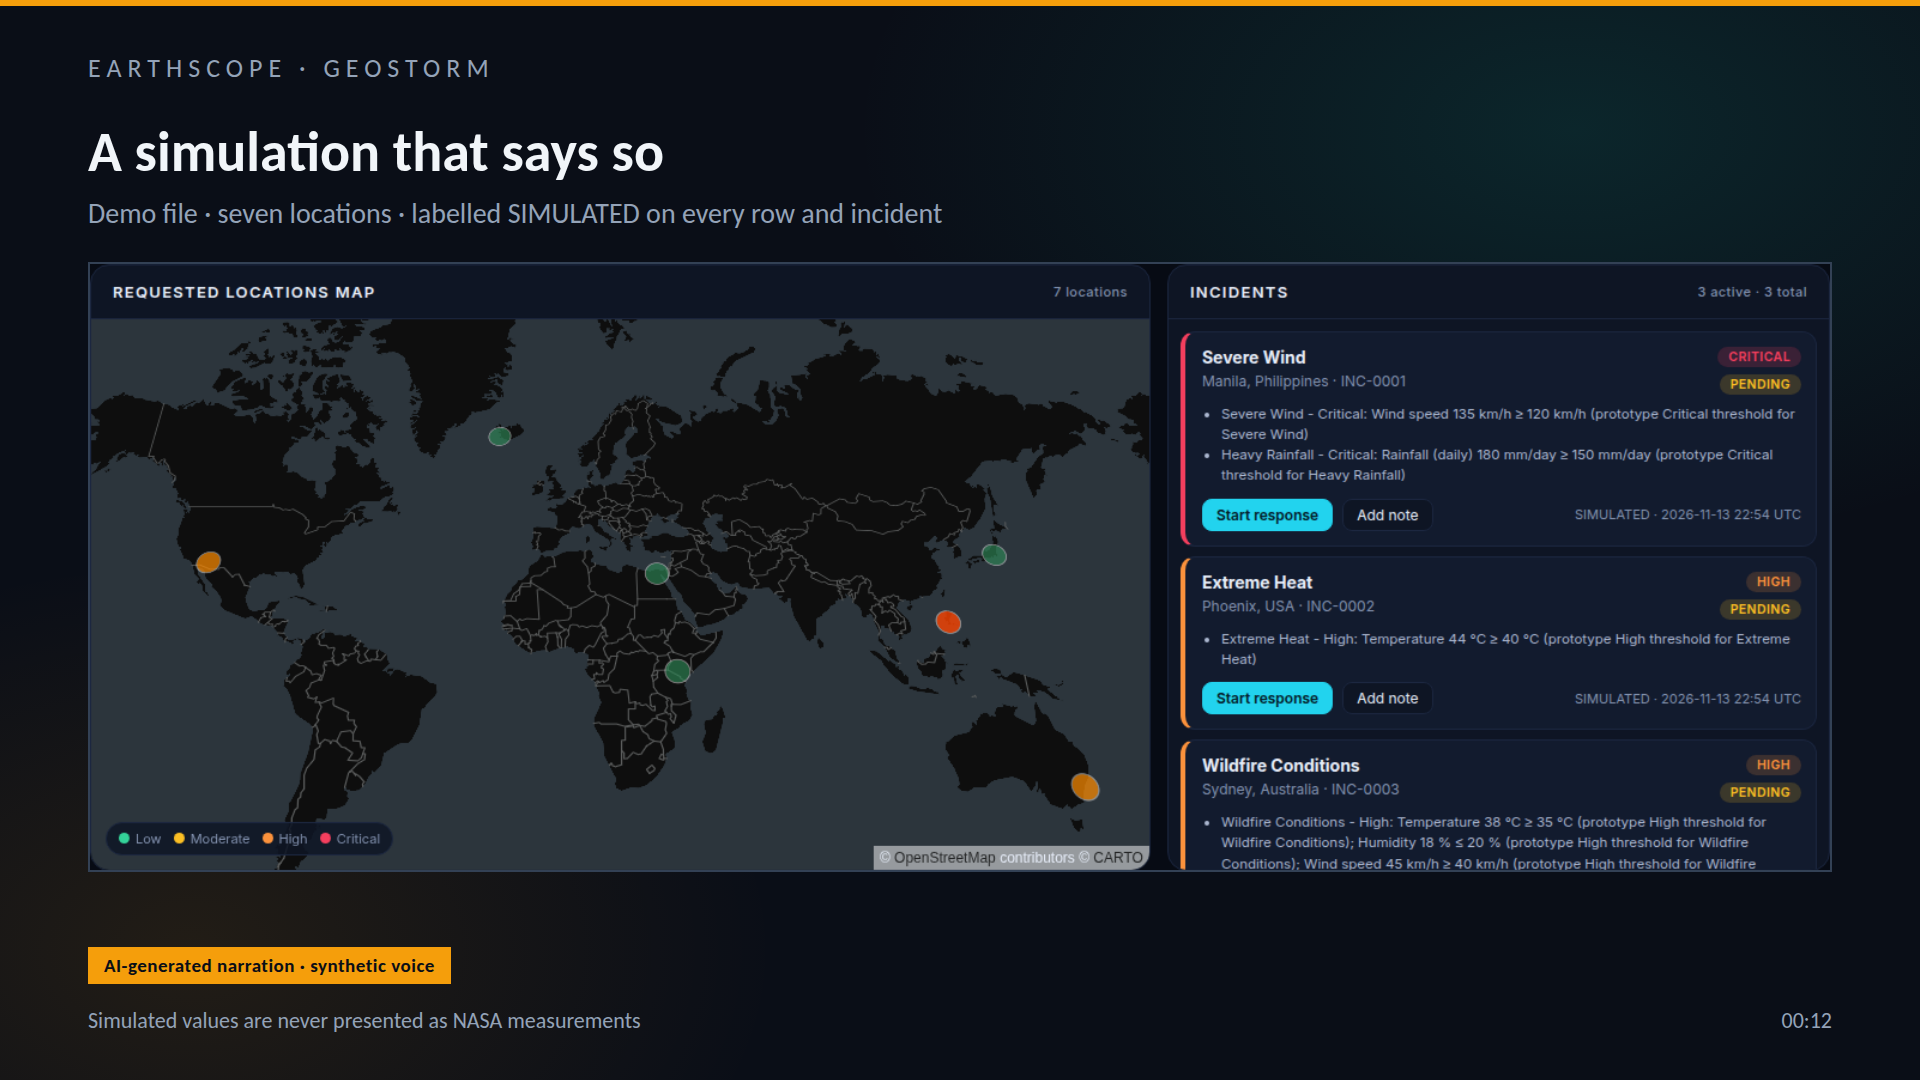 EARTHSCOPE · GEOSTORM
A simulation that says so
Demo file · seven locations · labelled SIMULATED on every row and incident
REQUESTED LOCATIONS MAP
7 locations
Low
Moderate
High
Critical
© OpenStreetMap contributors © CARTO
INCIDENTS
3 active · 3 total
Severe Wind
CRITICAL
Manila, Philippines · INC-0001
PENDING
• Severe Wind - Critical: Wind speed 135 km/h ≥ 120 km/h (prototype Critical threshold for
Severe Wind)
• Heavy Rainfall - Critical: Rainfall (daily) 180 mm/day ≥ 150 mm/day (prototype Critical
threshold for Heavy Rainfall)
Start response
Add note
SIMULATED · 2026-11-13 22:54 UTC
Extreme Heat
HIGH
Phoenix, USA · INC-0002
PENDING
• Extreme Heat - High: Temperature 44 °C ≥ 40 °C (prototype High threshold for Extreme
Heat)
Start response
Add note
SIMULATED · 2026-11-13 22:54 UTC
Wildfire Conditions
HIGH
Sydney, Australia · INC-0003
PENDING
• Wildfire Conditions - High: Temperature 38 °C ≥ 35 °C (prototype High threshold for
Wildfire Conditions); Humidity 18 % ≤ 20 % (prototype High threshold for Wildfire
Conditions); Wind speed 45 km/h ≥ 40 km/h (prototype High threshold for Wildfire
AI-generated narration · synthetic voice
Simulated values are never presented as NASA measurements
00:12